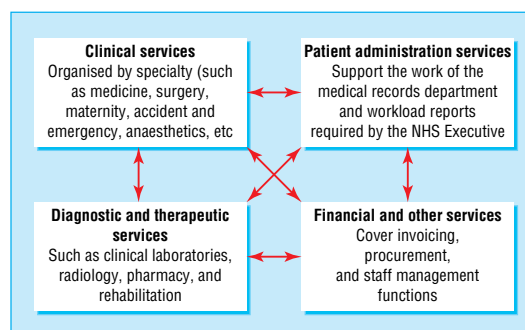 Clinical services
Organised by specialty (such
as medicine, surgery,
maternity, accident and
emergency, anaesthetics, etc
Patient administration services
Support the work of the
medical records department
and workload reports
required by the NHS Executive
Diagnostic and therapeutic
services
Such as clinical laboratories,
radiology, pharmacy, and
rehabilitation
Financial and other services
Cover invoicing,
procurement,
and staff management
functions